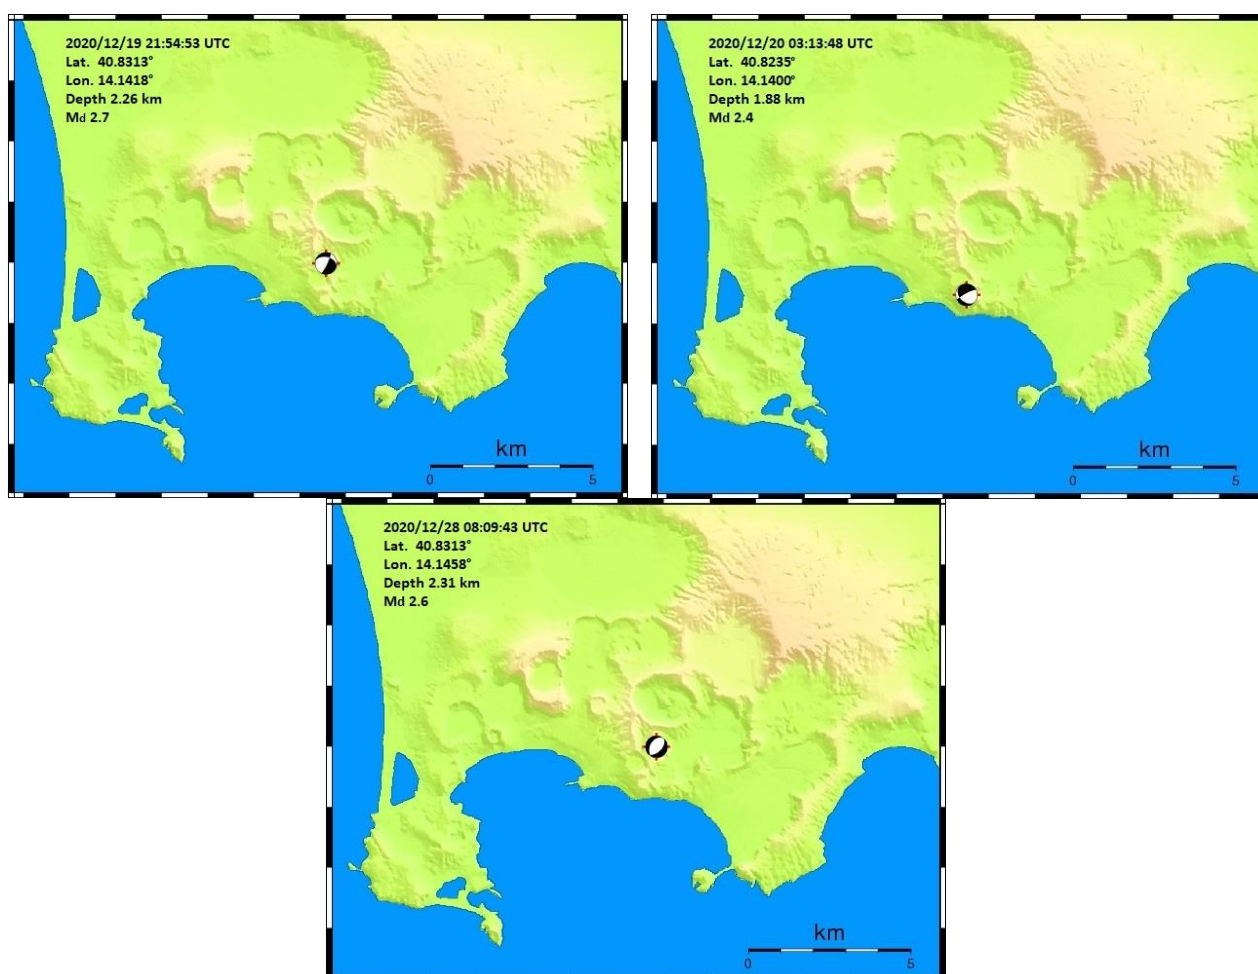 2020/12/19 21:54:53 UTC
Lat. 40.8313°
Lon. 14.1418°
Depth 2.26 km
Md 2.7
km
0 5
2020/12/20 03:13:48 UTC
Lat. 40.8235°
Lon. 14.1400°
Depth 1.88 km
Md 2.4
km
0 5
2020/12/28 08:09:43 UTC
Lat. 40.8313°
Lon. 14.1458°
Depth 2.31 km
Md 2.6
km
0 5